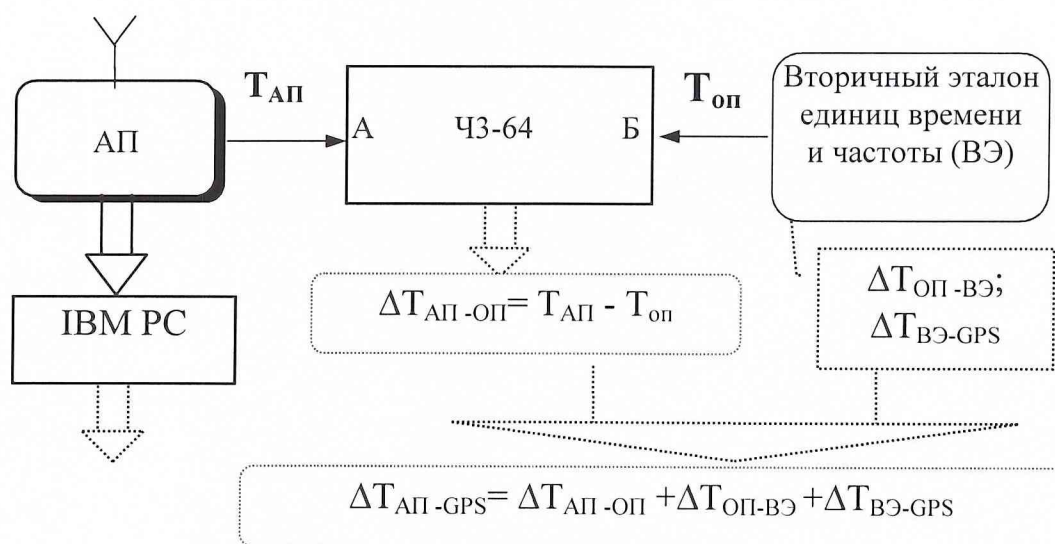 АП
T_АП
А
ЧЗ-64
Б
T_оп
Вторичный эталон
единиц времени
и частоты (ВЭ)
IBM PC
ΔT_АП -ОП= T_АП - T_оп
ΔT_ОП -ВЭ;
ΔT_ВЭ-GPS
ΔT_АП -GPS= ΔT_АП -ОП +ΔT_ОП-ВЭ +ΔT_ВЭ-GPS